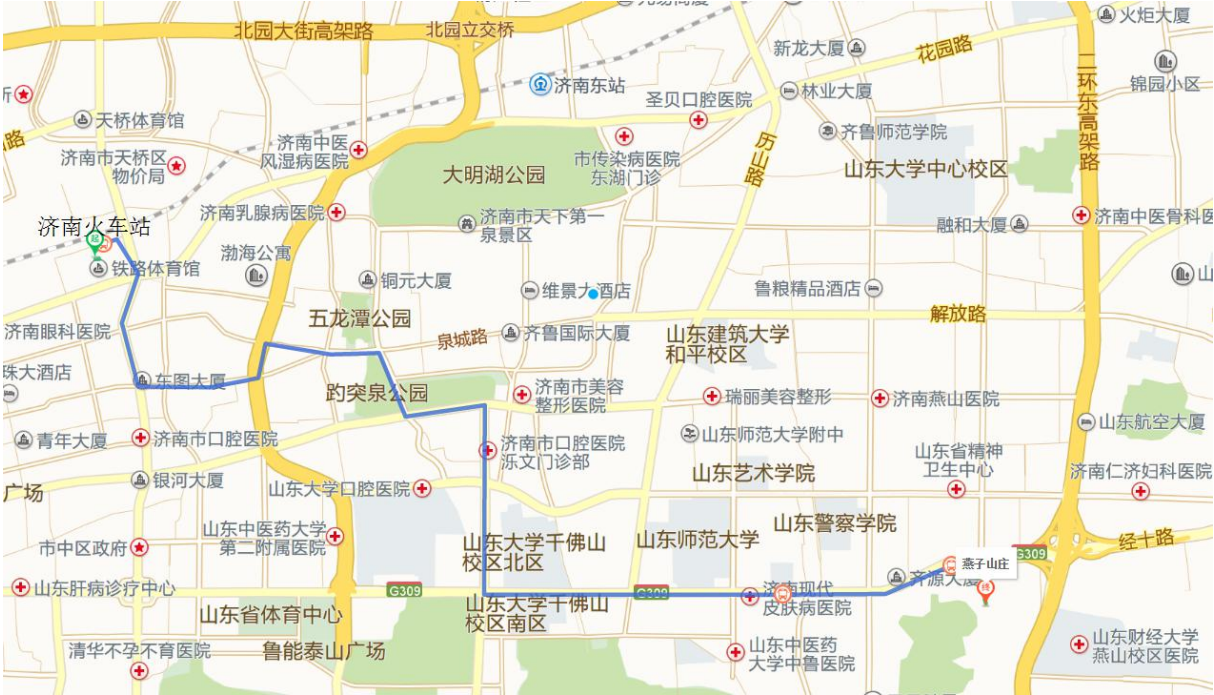 火炬大厦
北园大街高架路
北园立交桥
花园路
新龙大厦
锦园小区
济南东站
林业大厦
圣贝口腔医院
天桥体育馆
二环东高架路
齐鲁师范学院
济南中医
风湿病医院
历山路
济南市天桥区
物价局
市传染病医院
东湖门诊
大明湖公园
山东大学中心校区
济南乳腺病医院
济南市天下第一
泉景区
融和大厦
济南中医骨科医
济南火车站
起
渤海公寓
铁路体育馆
铜元大厦
维景大酒店
鲁粮精品酒店
山
解放路
五龙潭公园
济南眼科医院
泉城路
齐鲁国际大厦
山东建筑大学
和平校区
珠大酒店
东图大厦
趵突泉公园
济南市美容
整形医院
瑞丽美容整形
济南燕山医院
山东航空大厦
青年大厦
济南市口腔医院
济南市口腔医院
泺文门诊部
山东师范大学附中
山东省精神
卫生中心
山东艺术学院
济南仁济妇科医院
银河大厦
广场
山东大学口腔医院
山东中医药大学
第二附属医院
山东警察学院
市中区政府
山东大学千佛山
校区北区
山东师范大学
经十路
G309
燕子山庄
齐源大厦
山东肝病诊疗中心
G309
G309
济南现代
皮肤病医院
终
山东省体育中心
山东大学千佛山
校区南区
清华不孕不育医院
鲁能泰山广场
山东中医药
大学中鲁医院
山东财经大学
燕山校区医院